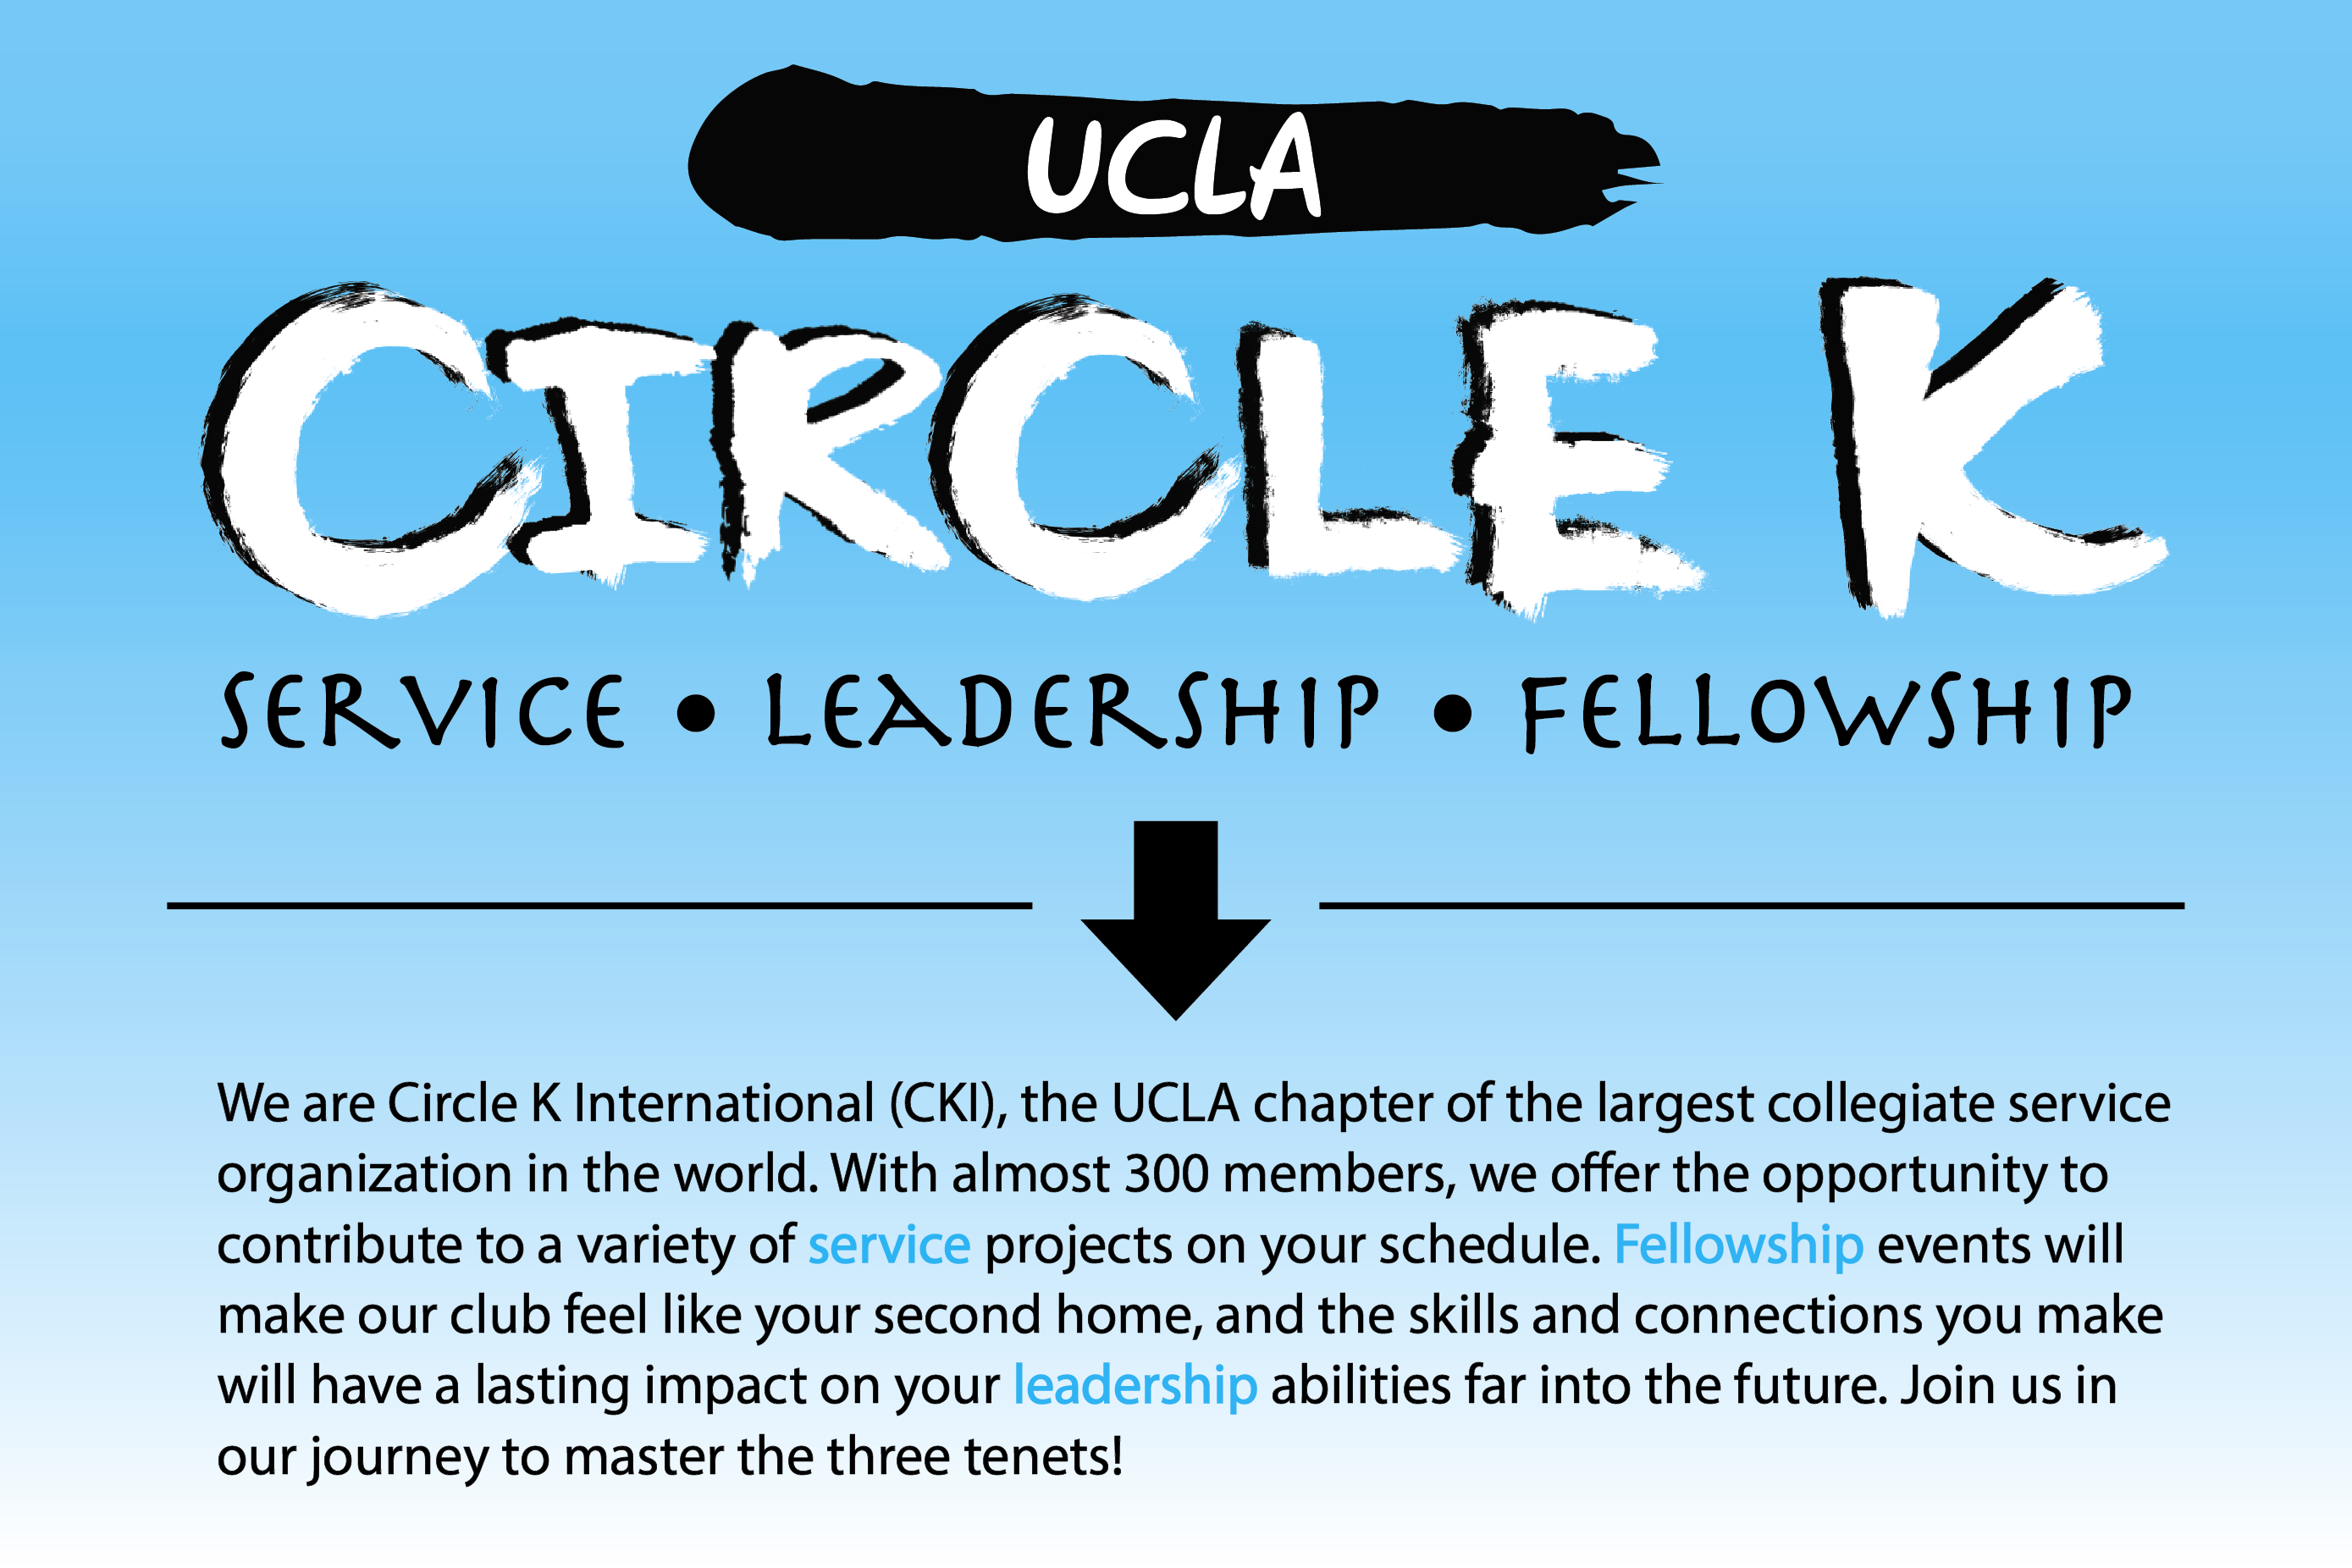 UCLA
CIRCLE K
SERVICE • LEADERSHIP • FELLOWSHIP
We are Circle K International (CKI), the UCLA chapter of the largest collegiate service
organization in the world. With almost 300 members, we offer the opportunity to
contribute to a variety of service projects on your schedule. Fellowship events will
make our club feel like your second home, and the skills and connections you make
will have a lasting impact on your leadership abilities far into the future. Join us in
our journey to master the three tenets!